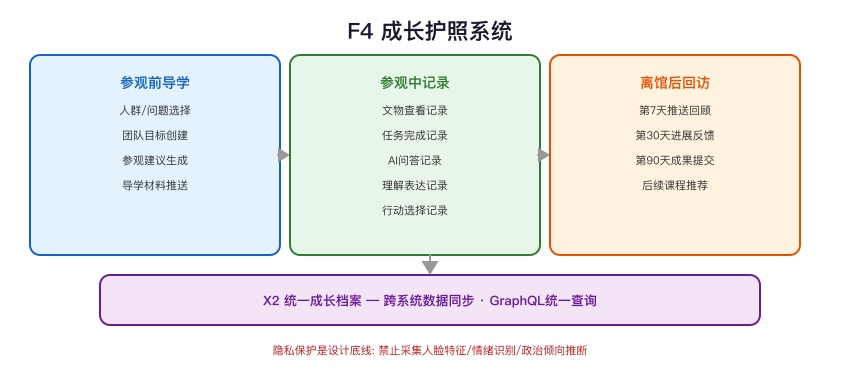 F4 成长护照系统
参观前导学
人群/问题选择
团队目标创建
参观建议生成
导学材料推送
参观中记录
文物查看记录
任务完成记录
AI问答记录
理解表达记录
行动选择记录
离馆后回访
第7天推送回顾
第30天进展反馈
第90天成果提交
后续课程推荐
X2 统一成长档案 — 跨系统数据同步 · GraphQL统一查询
隐私保护是设计底线: 禁止采集人脸特征/情绪识别/政治倾向推断